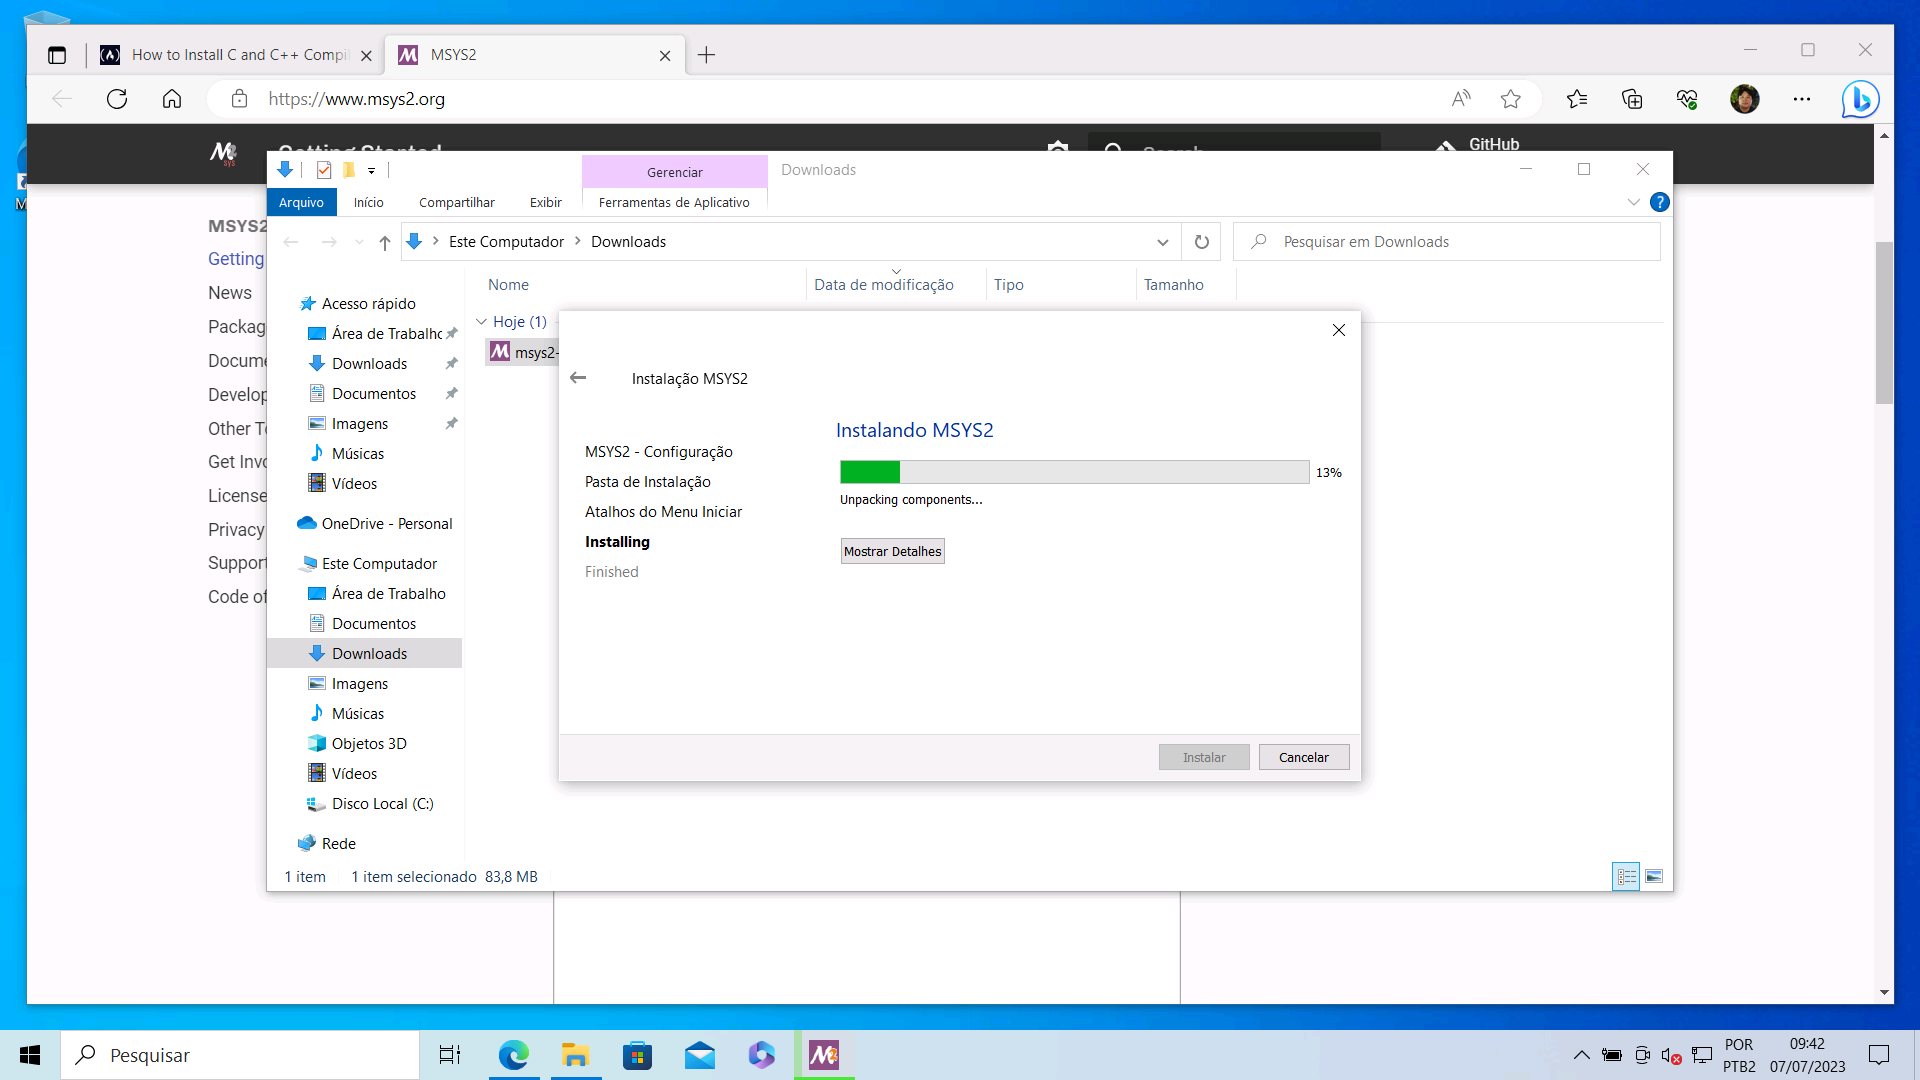 How to Install C and C++ Compi
MSYS2
https://www.msys2.org
GitHub
Gerenciar
Downloads
Arquivo
Início
Compartilhar
Exibir
Ferramentas de Aplicativo
Este Computador
Downloads
Pesquisar em Downloads
MSYS2
Getting
News
Packag
Docume
Develop
Other T
Get Invo
License
Privacy
Support
Code of
Acesso rápido
Área de Trabalho
Downloads
Documentos
Imagens
Músicas
Vídeos
OneDrive - Personal
Este Computador
Área de Trabalho
Documentos
Downloads
Imagens
Músicas
Objetos 3D
Vídeos
Disco Local (C:)
Rede
Nome
Data de modificação
Tipo
Tamanho
Hoje (1)
msys2-
Instalação MSYS2
MSYS2 - Configuração
Pasta de Instalação
Atalhos do Menu Iniciar
Installing
Finished
Instalando MSYS2
13%
Unpacking components...
Mostrar Detalhes
Instalar
Cancelar
1 item
1 item selecionado 83,8 MB
Pesquisar
POR
PTB2
09:42
07/07/2023